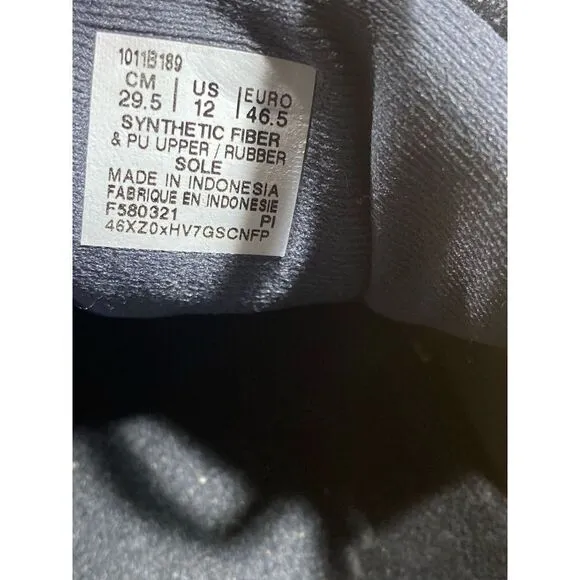 1011B189
CM | US | EURO
29.5 | 12 | 46.5
SYNTHETIC FIBER
& PU UPPER / RUBBER
SOLE
MADE IN INDONESIA
FABRIQUE EN INDONESIE
F580321 PI
46XZ0xHV7GSCNFP